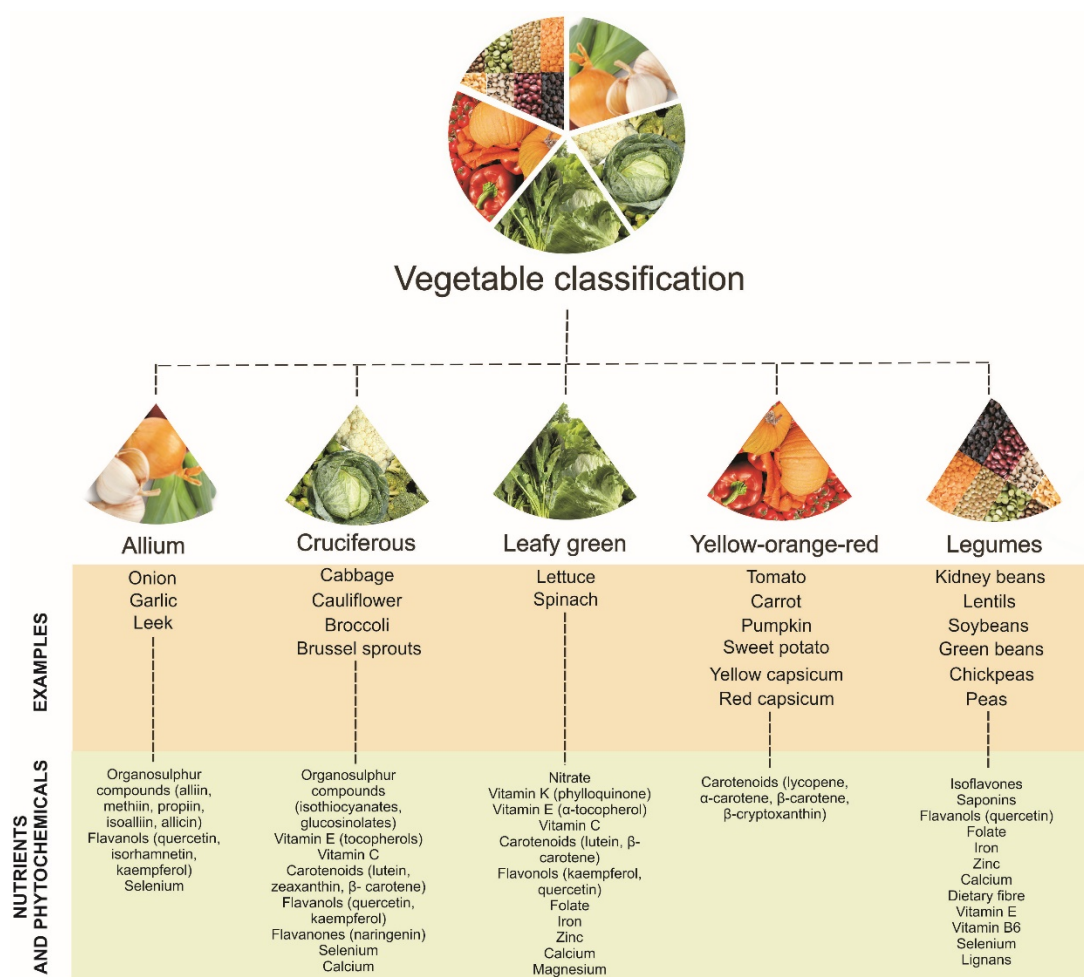 Vegetable classification
Allium
Cruciferous
Leafy green
Yellow-orange-red
Legumes
EXAMPLES
Onion
Garlic
Leek
Cabbage
Cauliflower
Broccoli
Brussel sprouts
Lettuce
Spinach
Tomato
Carrot
Pumpkin
Sweet potato
Yellow capsicum
Red capsicum
Kidney beans
Lentils
Soybeans
Green beans
Chickpeas
Peas
NUTRIENTS
AND PHYTOCHEMICALS
Organosulphur
compounds (alliin,
methiin, propiin,
isoalliin, allicin)
Flavanols (quercetin,
isorhamnetin,
kaempferol)
Selenium
Organosulphur
compounds
(isothiocyanates,
glucosinolates)
Vitamin E (tocopherols)
Vitamin C
Carotenoids (lutein,
zeaxanthin, β- carotene)
Flavanols (quercetin,
kaempferol)
Flavanones (naringenin)
Selenium
Calcium
Nitrate
Vitamin K (phylloquinone)
Vitamin E (α-tocopherol)
Vitamin C
Carotenoids (lutein, β-
carotene)
Flavonols (kaempferol,
quercetin)
Folate
Iron
Zinc
Calcium
Magnesium
Carotenoids (lycopene,
α-carotene, β-carotene,
β-cryptoxanthin)
Isoflavones
Saponins
Flavanols (quercetin)
Folate
Iron
Zinc
Calcium
Dietary fibre
Vitamin E
Vitamin B6
Selenium
Lignans